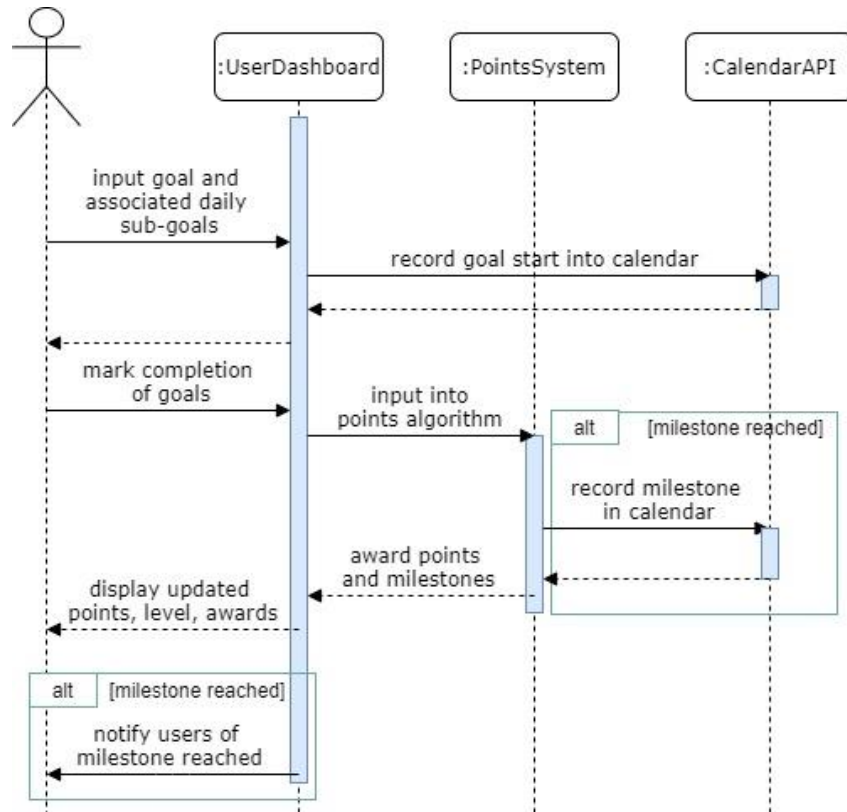 :UserDashboard
:PointsSystem
:CalendarAPI
input goal and
associated daily
sub-goals
record goal start into calendar
mark completion
of goals
input into
points algorithm
alt
[milestone reached]
record milestone
in calendar
award points
and milestones
display updated
points, level, awards
alt
[milestone reached]
notify users of
milestone reached